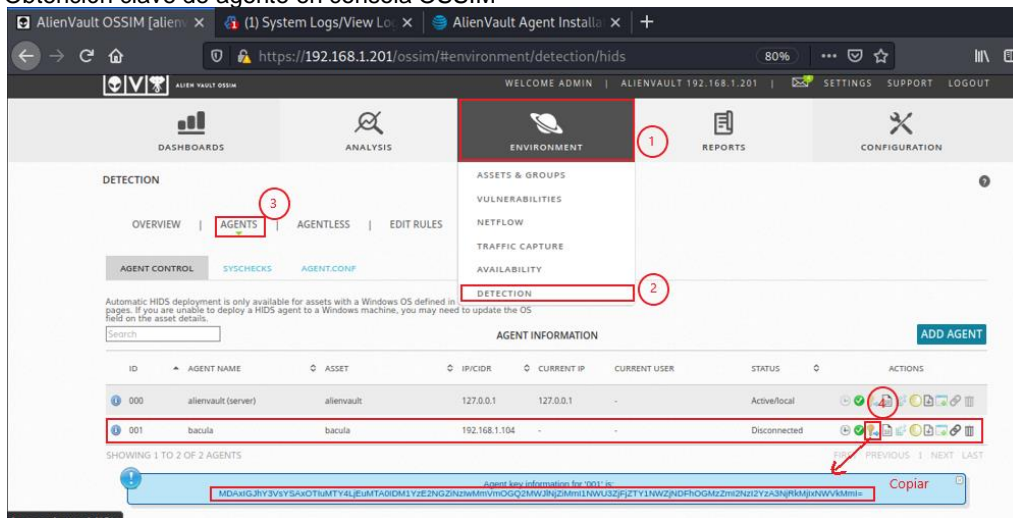 Obtención clave de agente en consola OSSIM
AlienVault OSSIM [alienv
(1) System Logs/View Log
AlienVault Agent Installa
https://192.168.1.201/ossim/#environment/detection/hids
80%
ALIEN VAULT OSSIM
WELCOME ADMIN | ALIENVAULT 192.168.1.201 | SETTINGS SUPPORT LOGOUT
DASHBOARDS ANALYSIS ENVIRONMENT REPORTS CONFIGURATION
1
DETECTION
ASSETS & GROUPS
VULNERABILITIES
3
OVERVIEW | AGENTS | AGENTLESS | EDIT RULES
NETFLOW
TRAFFIC CAPTURE
AGENT CONTROL SYSCHECKS AGENT.CONF
AVAILABILITY
DETECTION
2
Automatic HIDS deployment is only available for assets with a Windows OS defined in
pages. If you are unable to deploy a HIDS agent to a Windows machine, you may need to update the OS
field on the asset details.
Search
AGENT INFORMATION
ADD AGENT
ID AGENT NAME ASSET IP/CIDR CURRENT IP CURRENT USER STATUS ACTIONS
000 alienvault (server) alienvault 127.0.0.1 127.0.0.1 - Active/local
4
001 bacula bacula 192.168.1.104 - - Disconnected
SHOWING 1 TO 2 OF 2 AGENTS
FIRST PREVIOUS 1 NEXT LAST
Agent key information for '001' is:
Copiar